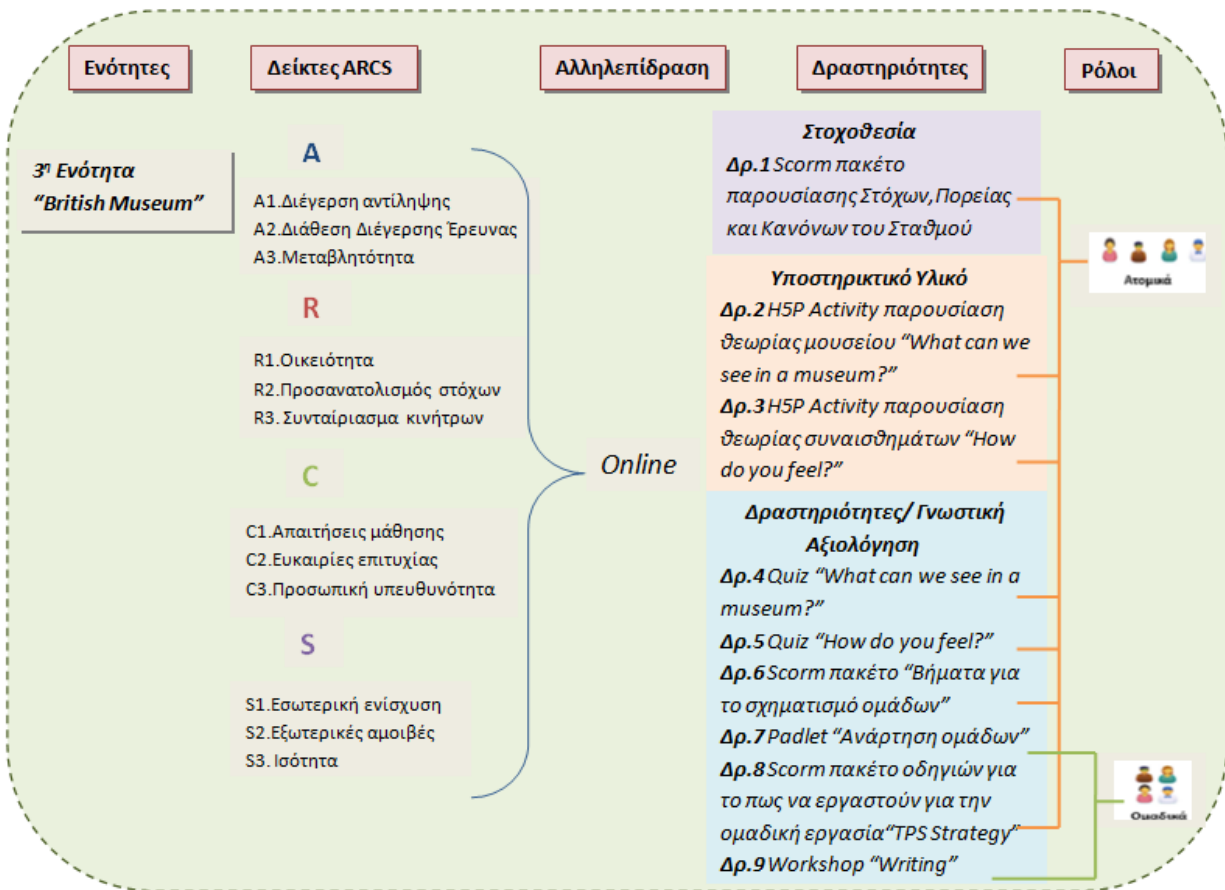 Ενότητες
Δείκτες ARCS
Αλληλεπίδραση
Δραστηριότητες
Ρόλοι
3η Ενότητα
“British Museum”
A
A1.Διέγερση αντίληψης
A2.Διάθεση Διέγερσης Έρευνας
A3.Μεταβλητότητα
R
R1.Οικειότητα
R2.Προσανατολισμός στόχων
R3. Συνταίριασμα κινήτρων
C
C1.Απαιτήσεις μάθησης
C2.Ευκαιρίες επιτυχίας
C3.Προσωπική υπευθυνότητα
S
S1.Εσωτερική ενίσχυση
S2.Εξωτερικές αμοιβές
S3. Ισότητα
Online
Στοχοθεσία
Δρ.1 Scorm πακέτο
παρουσίασης Στόχων,Πορείας
και Κανόνων του Σταθμού
Υποστηρικτικό Υλικό
Δρ.2 H5P Activity παρουσίαση
θεωρίας μουσείου “What can we
see in a museum?”
Δρ.3 H5P Activity παρουσίαση
θεωρίας συναισθημάτων “How
do you feel?”
Δραστηριότητες/ Γνωστική
Αξιολόγηση
Δρ.4 Quiz “What can we see in a
museum?”
Δρ.5 Quiz “How do you feel?”
Δρ.6 Scorm πακέτο “Βήματα για
το σχηματισμό ομάδων”
Δρ.7 Padlet “Ανάρτηση ομάδων”
Δρ.8 Scorm πακέτο οδηγιών για
το πως να εργαστούν για την
ομαδική εργασία“TPS Strategy”
Δρ.9 Workshop “Writing”
Ατομικά
Ομαδικά